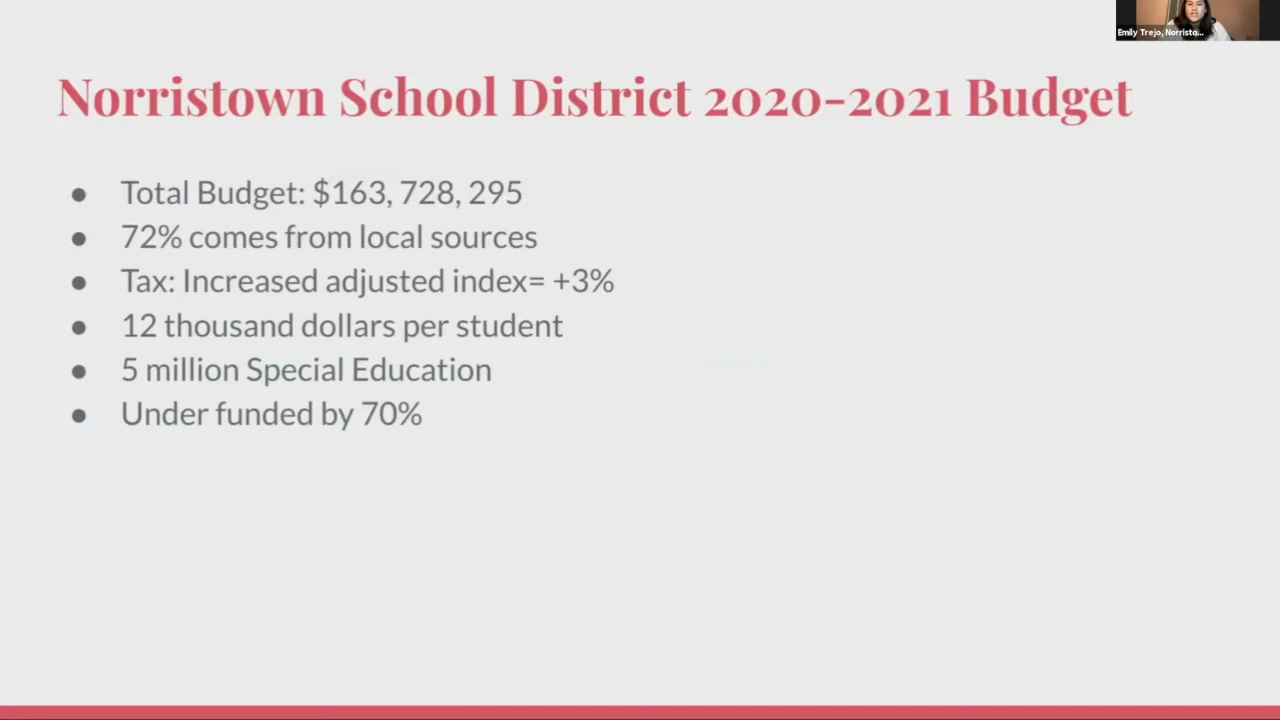 Emily Trejo, Norristo...
Norristown School District 2020-2021 Budget
● Total Budget: $163, 728, 295
● 72% comes from local sources
● Tax: Increased adjusted index= +3%
● 12 thousand dollars per student
● 5 million Special Education
● Under funded by 70%